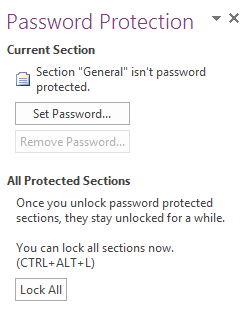 Password Protection
Current Section
Section "General" isn't password
protected.
Set Password...
Remove Password...
All Protected Sections
Once you unlock password protected
sections, they stay unlocked for a while.
You can lock all sections now.
(CTRL+ALT+L)
Lock All